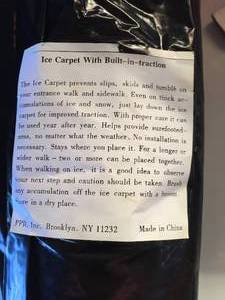 Ice Carpet With Built-in-traction
The Ice Carpet prevents slips, skids and tumble on
your entrance walk and sidewalk. Even on thick ac-
cumulations of ice and snow, just lay down the ice
carpet for improved traction. With proper care it can
be used year after year. Helps provide surefooted-
ness, no matter what the weather. No installation is
necessary. Stays where you place it. For a longer or
wider walk - two or more can be placed together.
When walking on ice, it is a good idea to observe
your next step and caution should be taken. Brush
any accumulation off the ice carpet with a broom.
Store in a dry place.
PPR, Inc. Brooklyn, NY 11232 Made in China